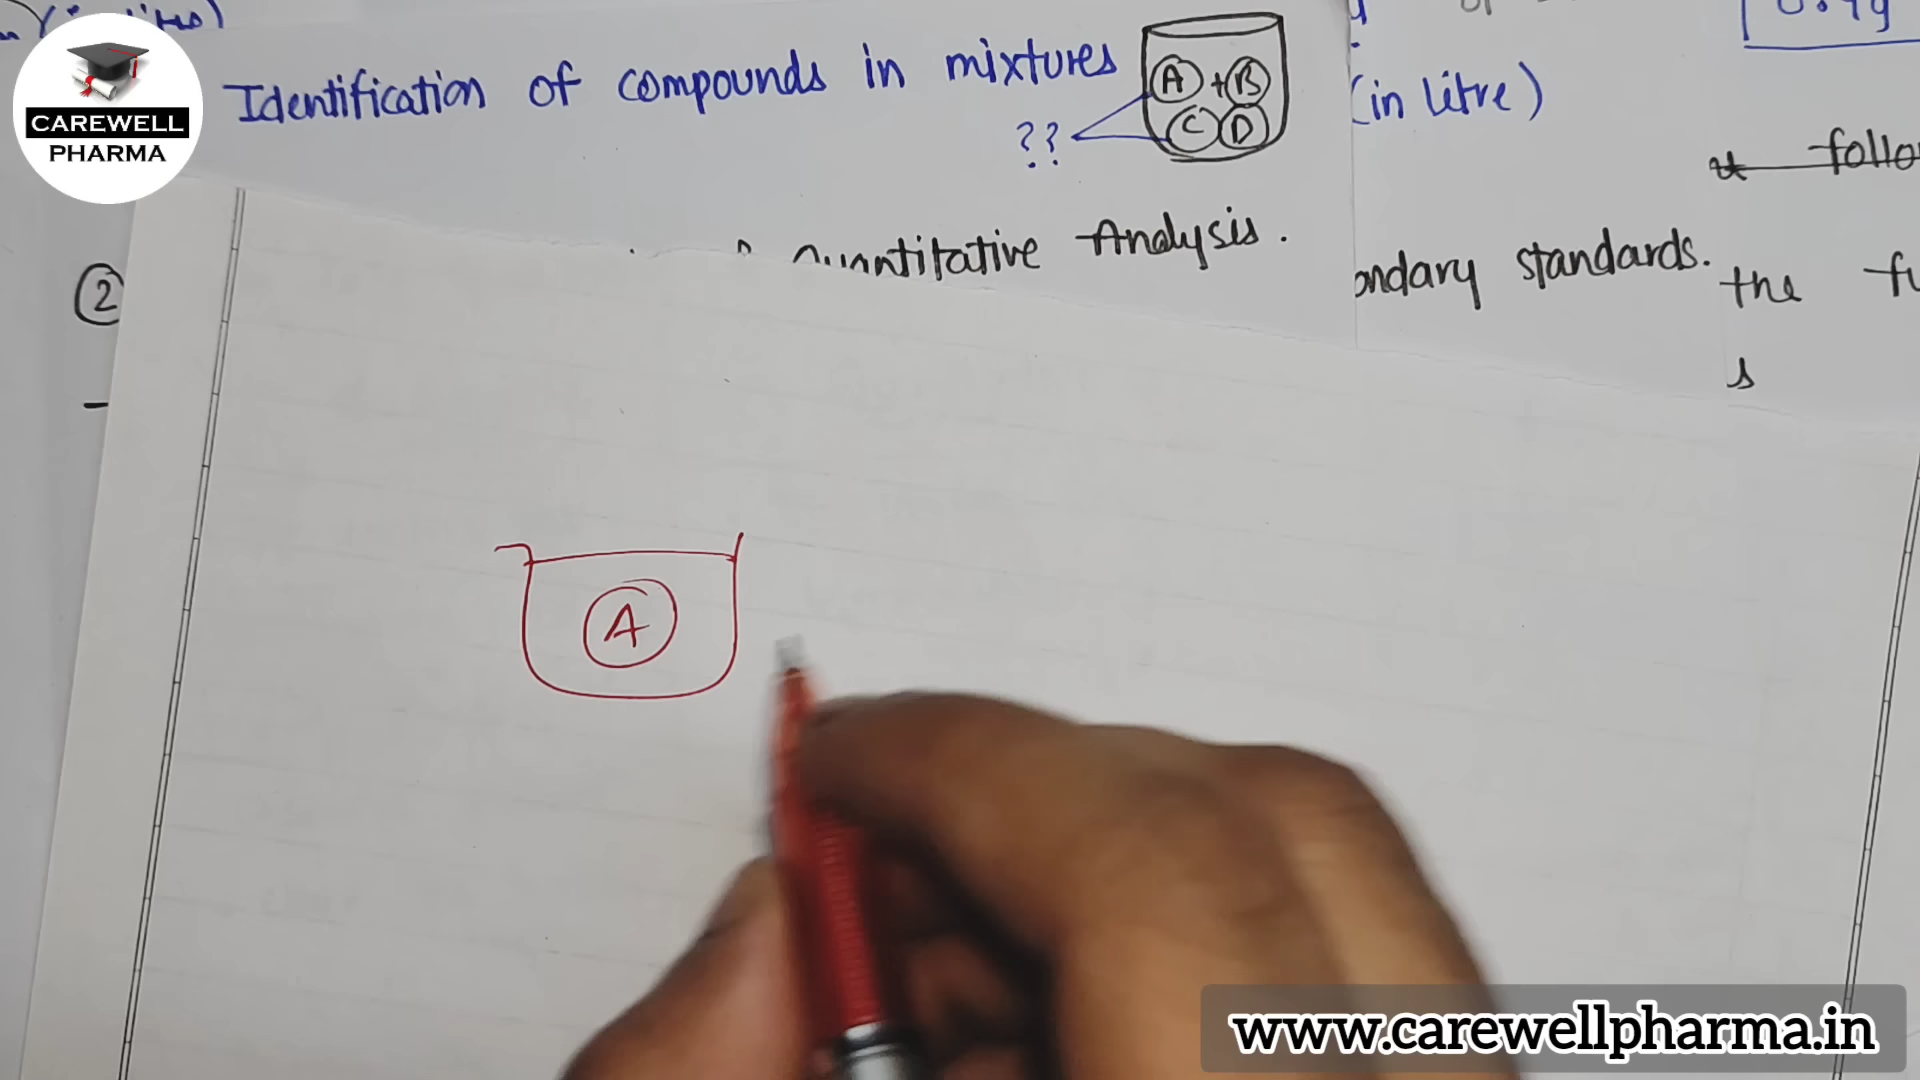 CAREWELL
PHARMA
Identification of compounds in mixtures
A + B
C D
??
(in litre)
follo
Quantitative Analysis.
ondary standards.
the fu
2
s
A
www.carewellpharma.in